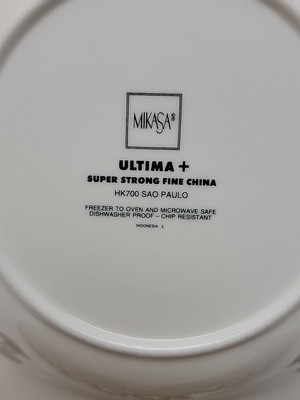 MIKASA
ULTIMA +
SUPER STRONG FINE CHINA
HK700 SAO PAULO
FREEZER TO OVEN AND MICROWAVE SAFE
DISHWASHER PROOF – CHIP RESISTANT
INDONESIA